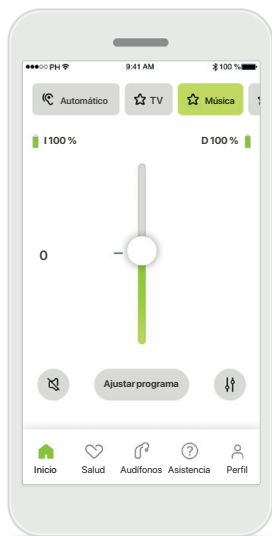 ●●●○○ PH 9:41 AM 100 %
Automático TV Música
I 100 % D 100 %
0
Ajustar programa
Inicio Salud Audífonos Asistencia Perfil